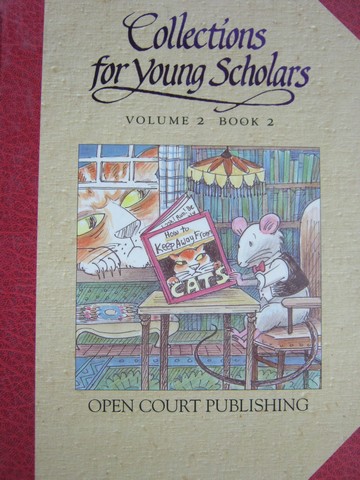 Collections
for Young Scholars
VOLUME 2 BOOK 2
How to
Keep Away From
CATS
OPEN COURT PUBLISHING